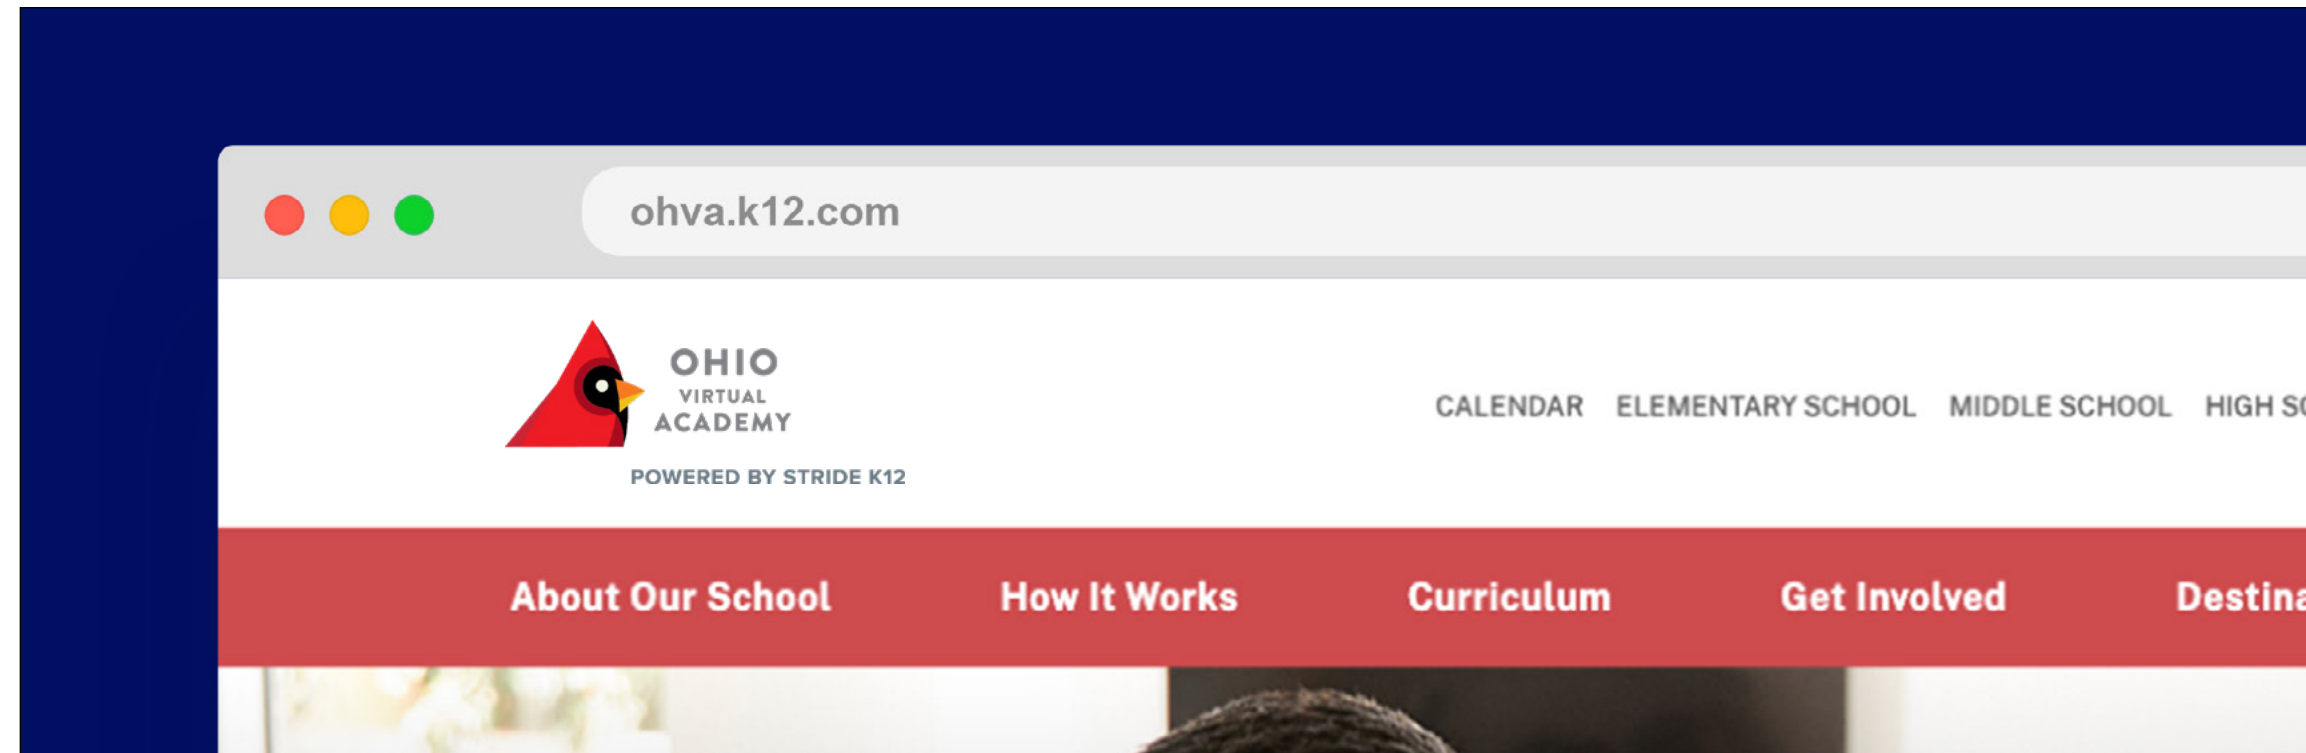 ohva.k12.com
OHIO
VIRTUAL
ACADEMY
POWERED BY STRIDE K12
CALENDAR ELEMENTARY SCHOOL MIDDLE SCHOOL HIGH
About Our School How It Works Curriculum Get Involved